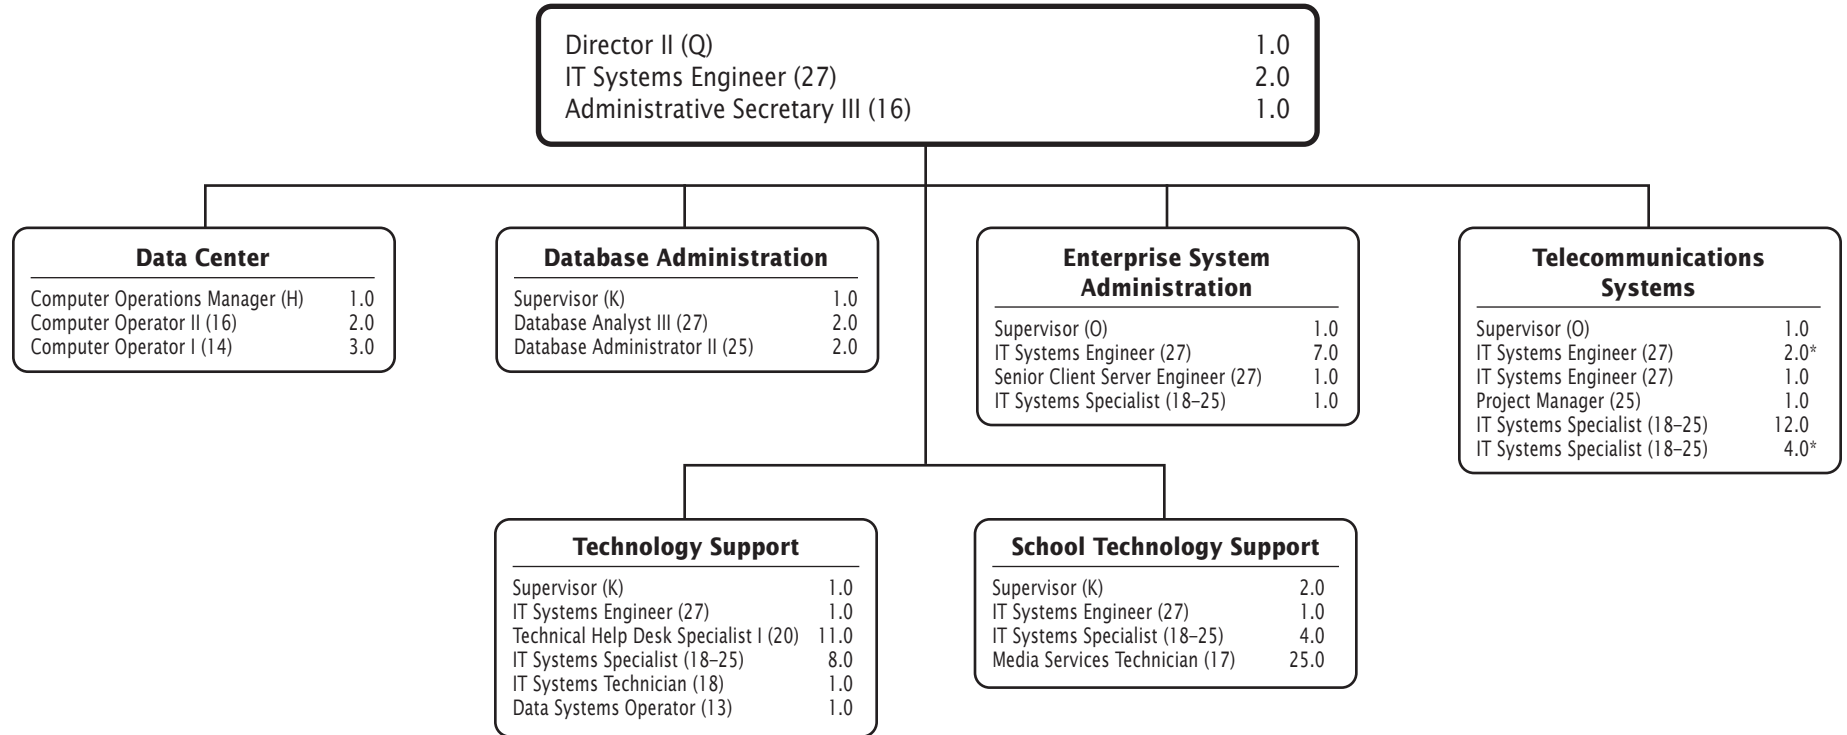 Director II (Q) 1.0
IT Systems Engineer (27) 2.0
Administrative Secretary III (16) 1.0
Data Center
Computer Operations Manager (H) 1.0
Computer Operator II (16) 2.0
Computer Operator I (14) 3.0
Database Administration
Supervisor (K) 1.0
Database Analyst III (27) 2.0
Database Administrator II (25) 2.0
Enterprise System
Administration
Supervisor (O) 1.0
IT Systems Engineer (27) 7.0
Senior Client Server Engineer (27) 1.0
IT Systems Specialist (18–25) 1.0
Telecommunications
Systems
Supervisor (O) 1.0
IT Systems Engineer (27) 2.0*
IT Systems Engineer (27) 1.0
Project Manager (25) 1.0
IT Systems Specialist (18–25) 12.0
IT Systems Specialist (18–25) 4.0*
Technology Support
Supervisor (K) 1.0
IT Systems Engineer (27) 1.0
Technical Help Desk Specialist I (20) 11.0
IT Systems Specialist (18–25) 8.0
IT Systems Technician (18) 1.0
Data Systems Operator (13) 1.0
School Technology Support
Supervisor (K) 2.0
IT Systems Engineer (27) 1.0
IT Systems Specialist (18–25) 4.0
Media Services Technician (17) 25.0